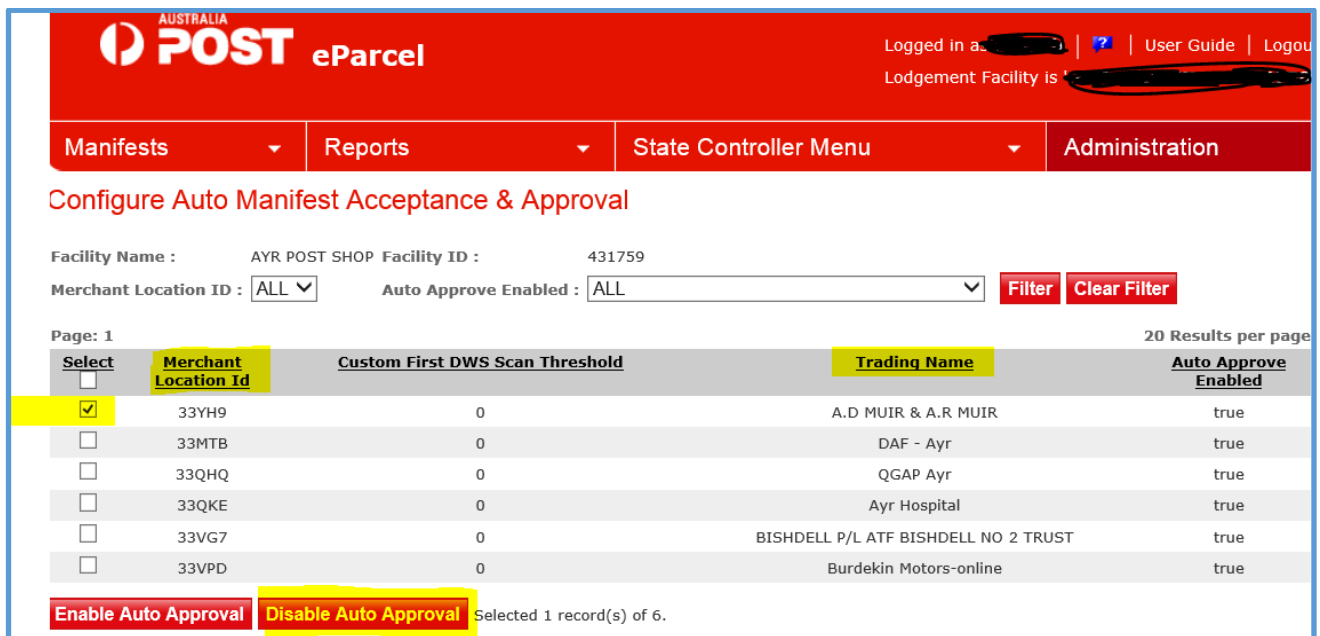 AUSTRALIA
POST eParcel
Logged in a | ? | User Guide | Logou
Lodgement Facility is '
Manifests Reports State Controller Menu Administration
Configure Auto Manifest Acceptance & Approval
Facility Name : AYR POST SHOP Facility ID : 431759
Merchant Location ID : ALL Auto Approve Enabled : ALL Filter Clear Filter
Page: 1 20 Results per page
Select Merchant Location Id Custom First DWS Scan Threshold Trading Name Auto Approve Enabled
33YH9 0 A.D MUIR & A.R MUIR true
33MTB 0 DAF - Ayr true
33QHQ 0 QGAP Ayr true
33QKE 0 Ayr Hospital true
33VG7 0 BISHDELL P/L ATF BISHDELL NO 2 TRUST true
33VPD 0 Burdekin Motors-online true
Enable Auto Approval Disable Auto Approval Selected 1 record(s) of 6.